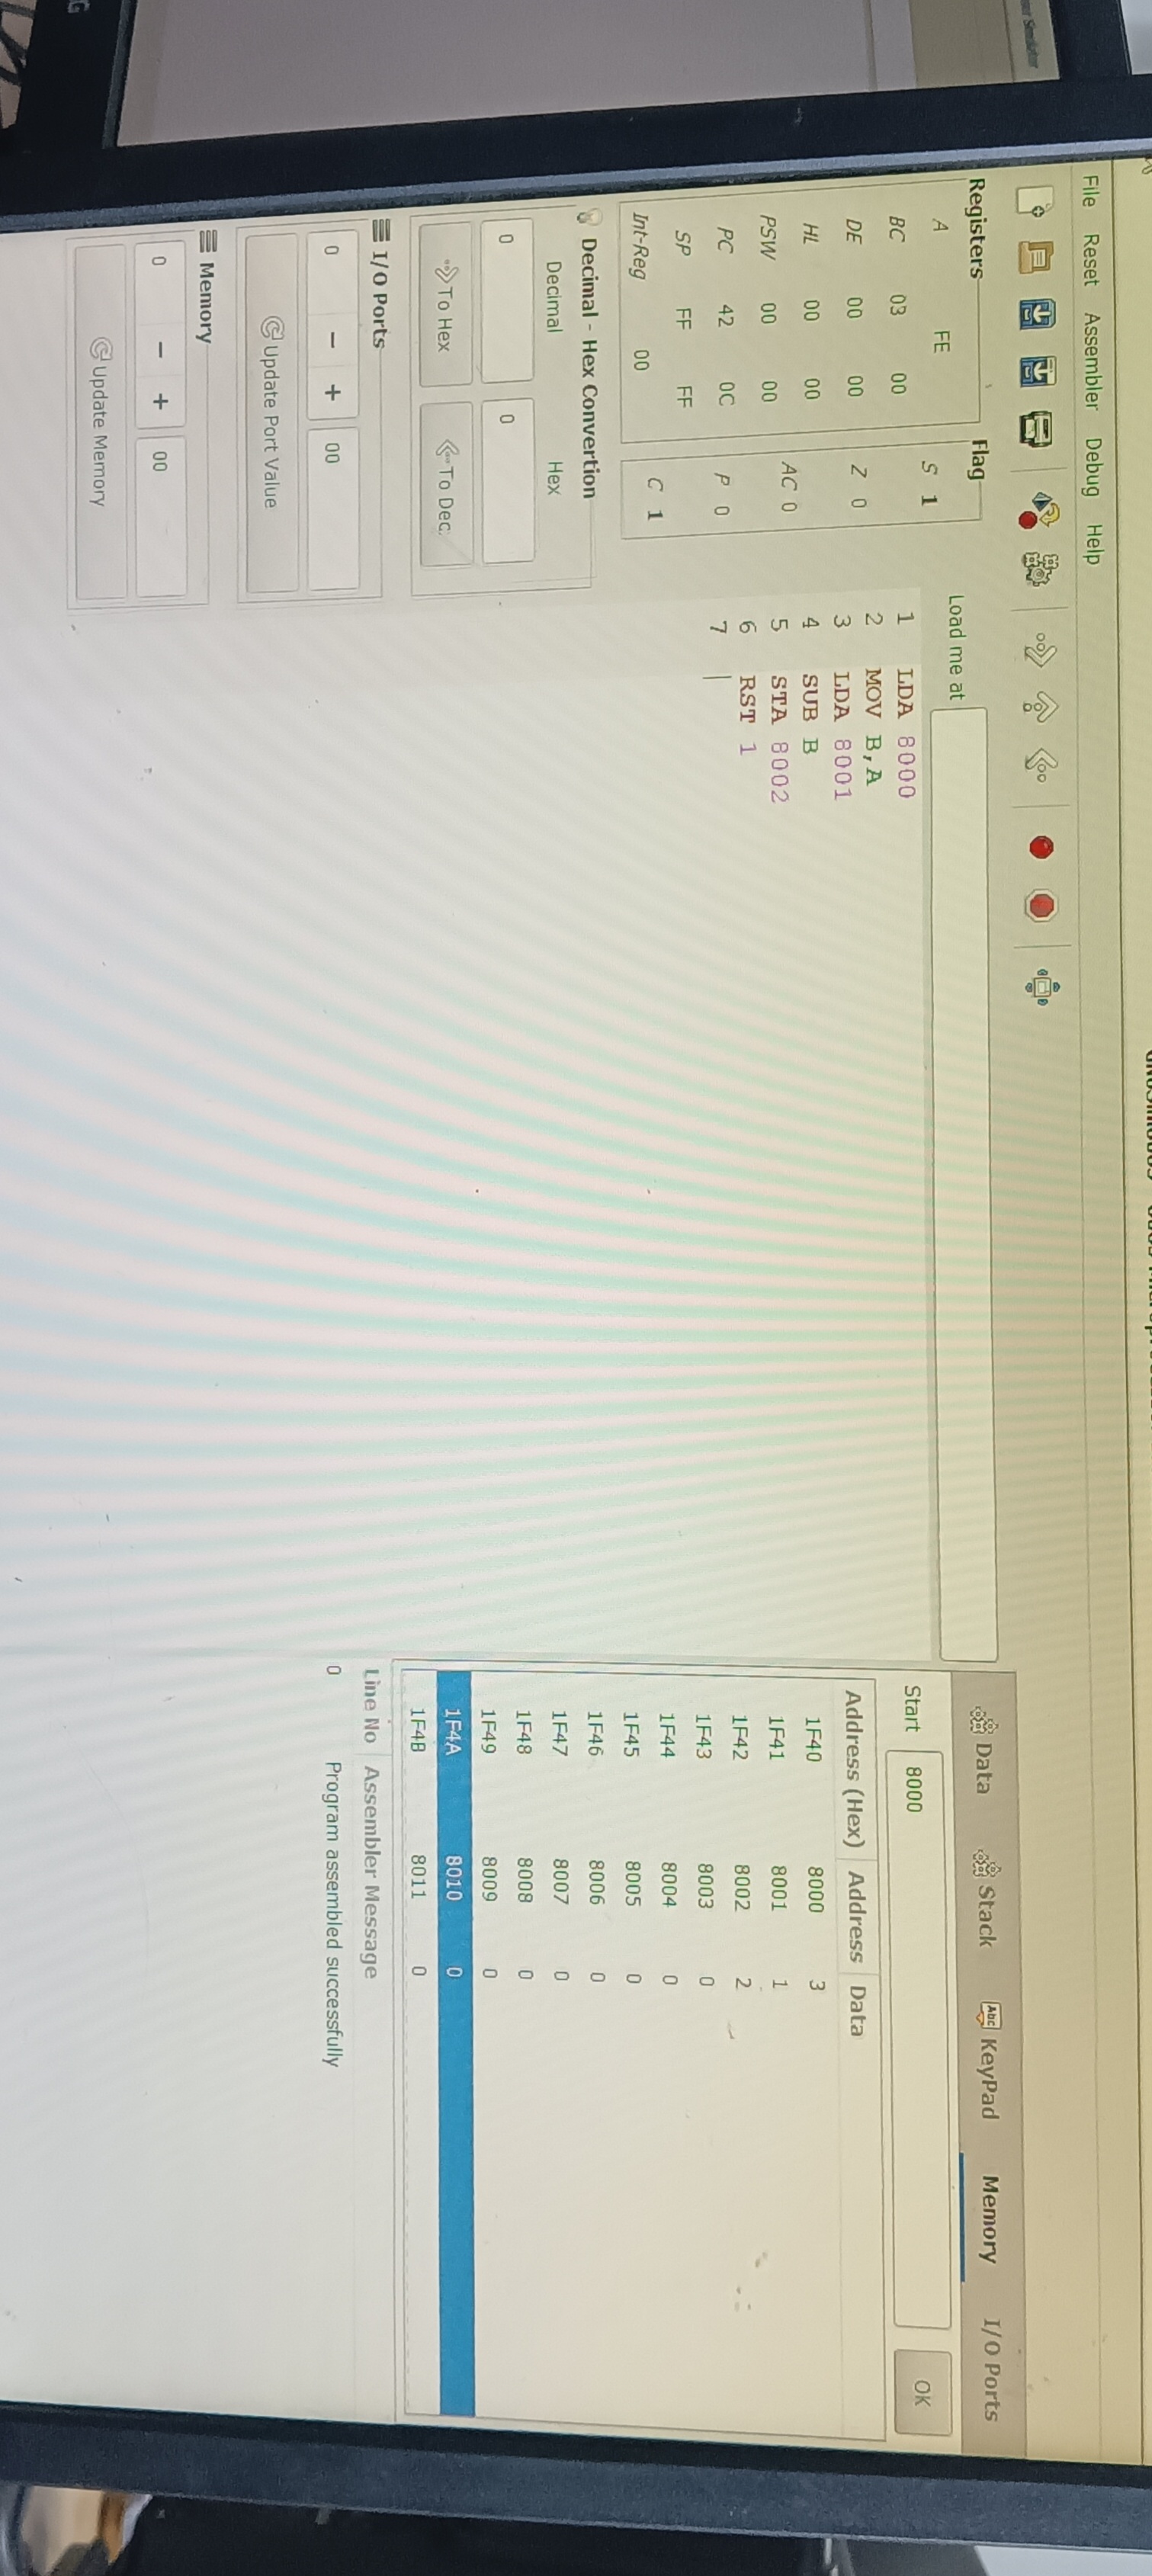 File Reset Assembler Debug Help
Registers
A FE
BC 03 00
DE 00 00
HL 00 00
PSW 00 00
PC 42 0C
SP FF FF
Int-Reg 00
Flag
S 1
Z 0
AC 0
P 0
C 1
Decimal - Hex Convertion
Decimal Hex
0 0
To Hex To Dec
I/O Ports
0 − + 00
Update Port Value
Memory
0 − + 00
Update Memory
Load me at
1 LDA 8000
2 MOV B,A
3 LDA 8001
4 SUB B
5 STA 8002
6 RST 1
7
Data Stack KeyPad Memory I/O Ports
Start 8000 OK
Address (Hex) Address Data
1F40 8000 3
1F41 8001 1
1F42 8002 2
1F43 8003 0
1F44 8004 0
1F45 8005 0
1F46 8006 0
1F47 8007 0
1F48 8008 0
1F49 8009 0
1F4A 8010 0
1F4B 8011 0
Line No Assembler Message
0 Program assembled successfully